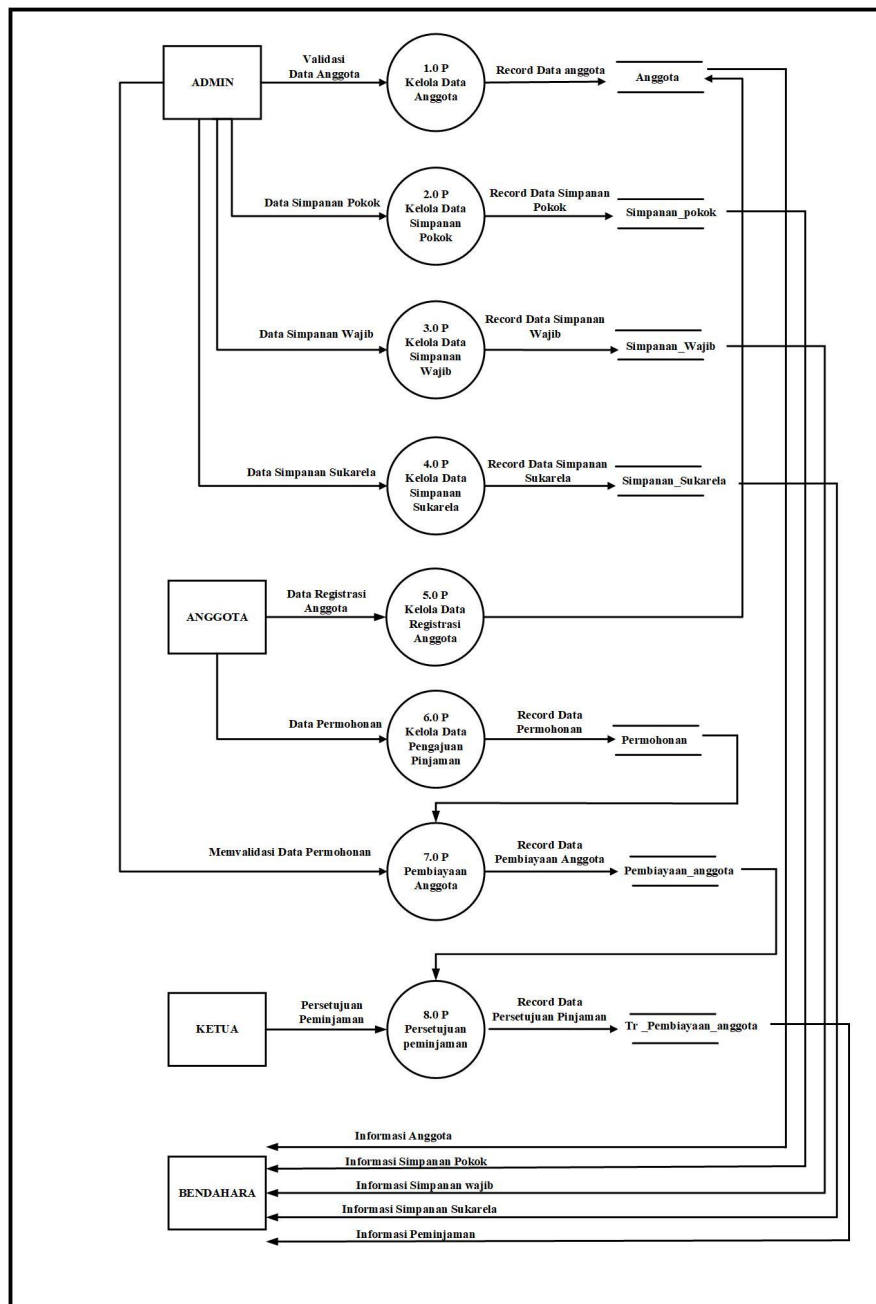 ADMIN
Validasi
Data Anggota
1.0 P
Kelola Data
Anggota
Record Data anggota
Anggota
Data Simpanan Pokok
2.0 P
Kelola Data
Simpanan
Pokok
Record Data Simpanan
Pokok
Simpanan_pokok
Data Simpanan Wajib
3.0 P
Kelola Data
Simpanan
Wajib
Record Data Simpanan
Wajib
Simpanan_Wajib
Data Simpanan Sukarela
4.0 P
Kelola Data
Simpanan
Sukarela
Record Data Simpanan
Sukarela
Simpanan_Sukarela
ANGGOTA
Data Registrasi
Anggota
5.0 P
Kelola Data
Registrasi
Anggota
Data Permohonan
6.0 P
Kelola Data
Pengajuan
Pinjaman
Record Data
Permohonan
Permohonan
Memvalidasi Data Permohonan
7.0 P
Pembiayaan
Anggota
Record Data
Pembiayaan Anggota
Pembiayaan_anggota
KETUA
Persetujuan
Peminjaman
8.0 P
Persetujuan
peminjaman
Record Data
Persetujuan Pinjaman
Tr _Pembiayaan_anggota
BENDAHARA
Informasi Anggota
Informasi Simpanan Pokok
Informasi Simpanan wajib
Informasi Simpanan Sukarela
Informasi Peminjaman